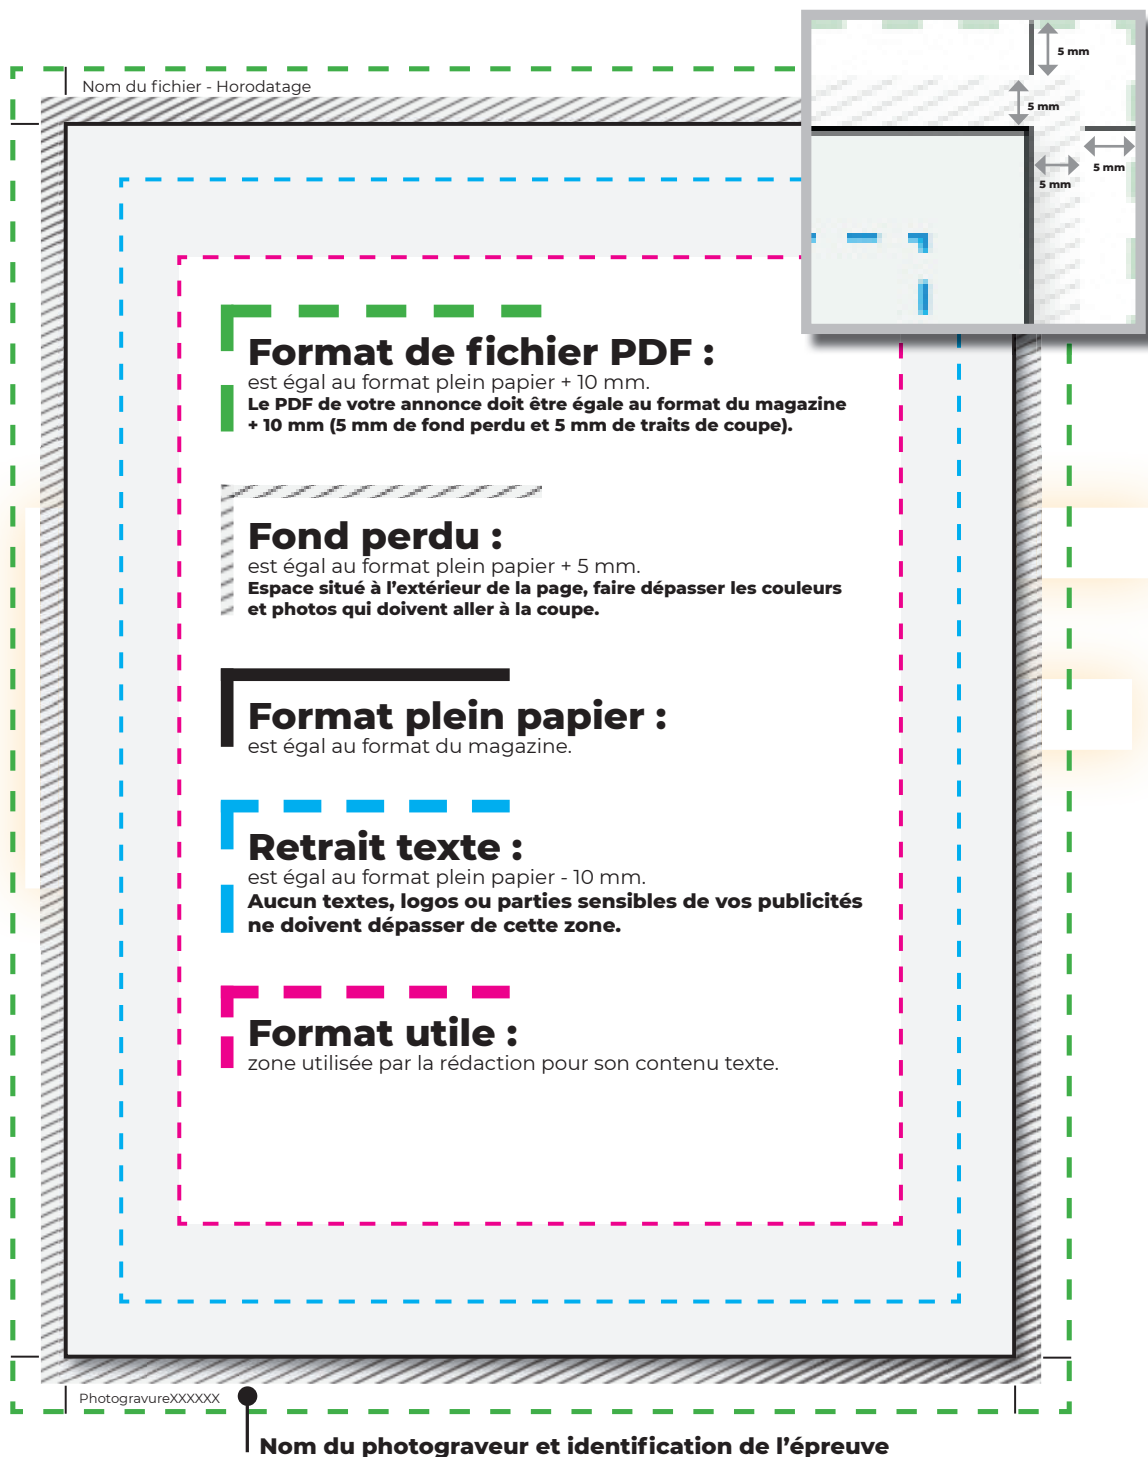 5 mm
Nom du fichier - Horodatage
5 mm
5 mm
5 mm
Format de fichier PDF :
est égal au format plein papier + 10 mm.
Le PDF de votre annonce doit être égale au format du magazine
+ 10 mm (5 mm de fond perdu et 5 mm de traits de coupe).
Fond perdu :
est égal au format plein papier + 5 mm.
Espace situé à l’extérieur de la page, faire dépasser les couleurs
et photos qui doivent aller à la coupe.
Format plein papier :
est égal au format du magazine.
Retrait texte :
est égal au format plein papier - 10 mm.
Aucun textes, logos ou parties sensibles de vos publicités
ne doivent dépasser de cette zone.
Format utile :
zone utilisée par la rédaction pour son contenu texte.
PhotogravureXXXXXX
Nom du photograveur et identification de l’épreuve